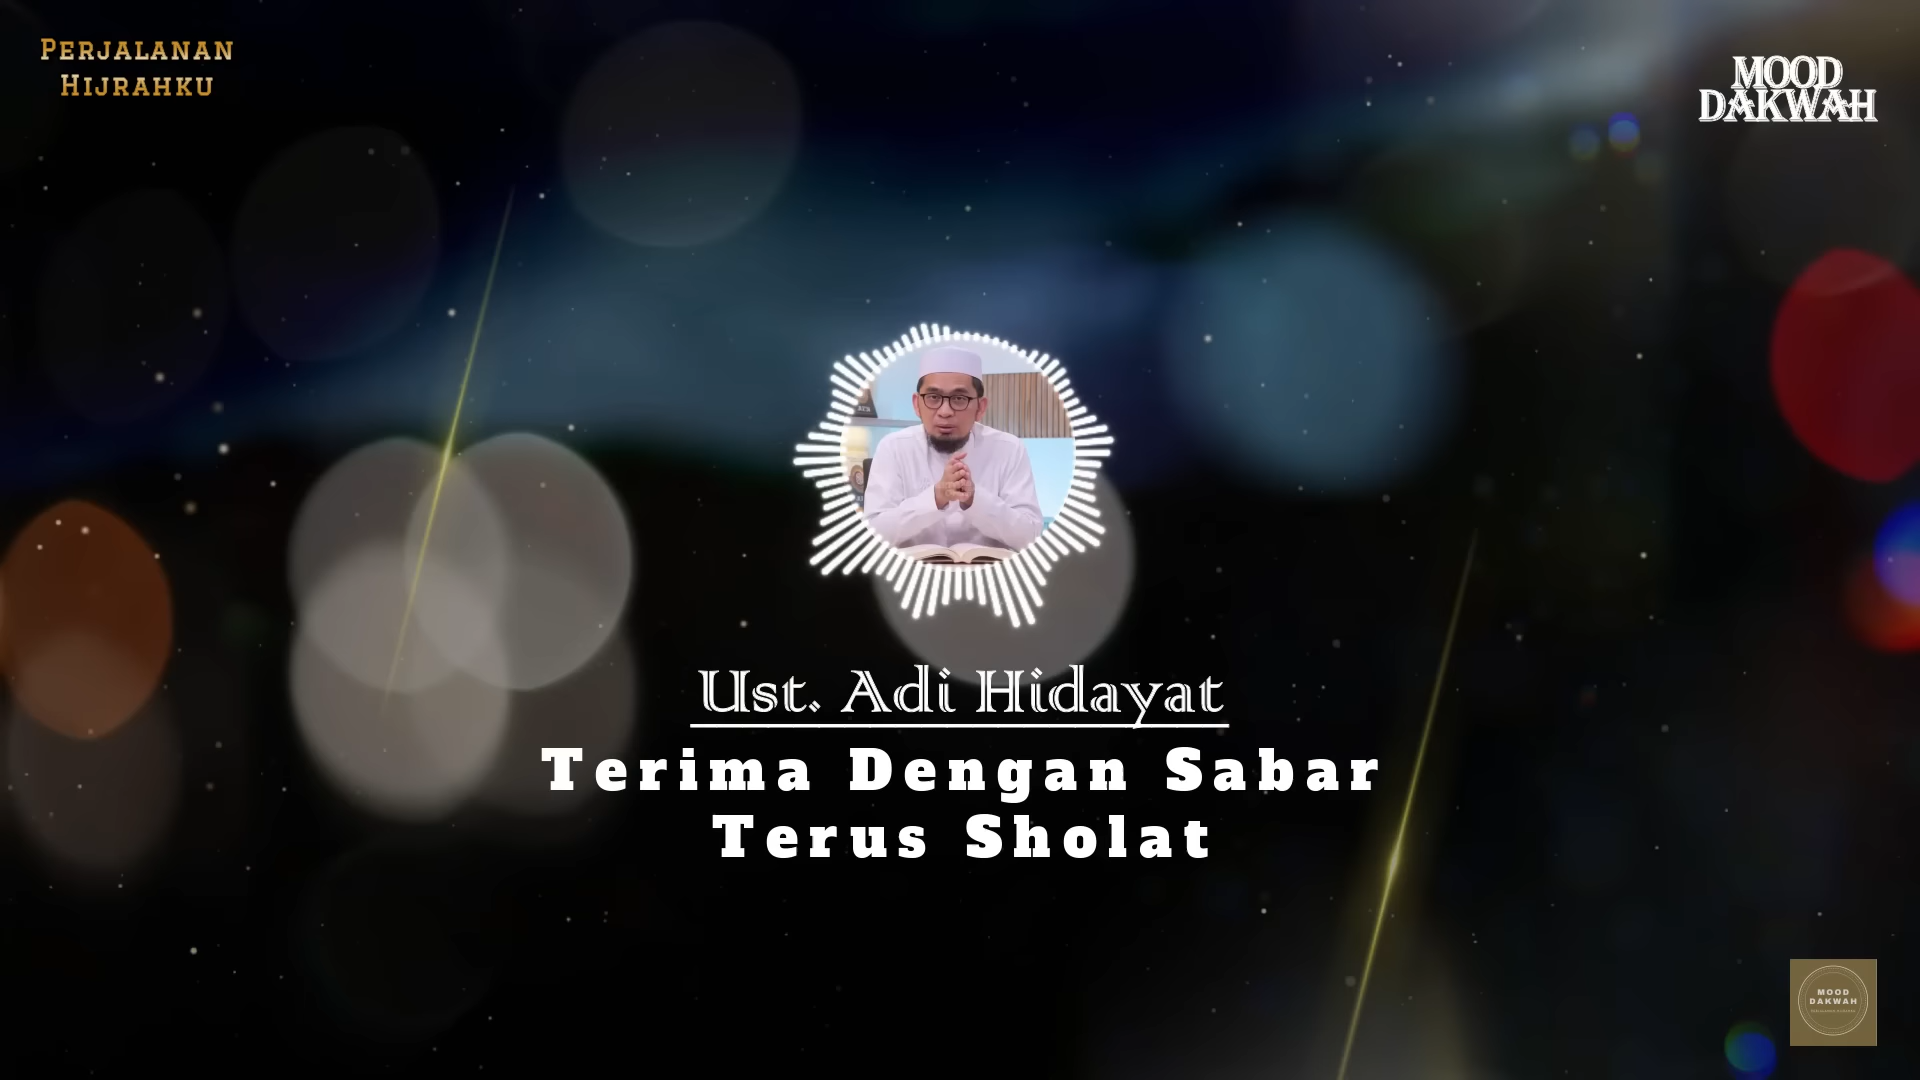 Perjalanan
Hijrahku
MOOD
DAKWAH
Ust. Adi Hidayat
Terima Dengan Sabar
Terus Sholat
MOOD
DAKWAH